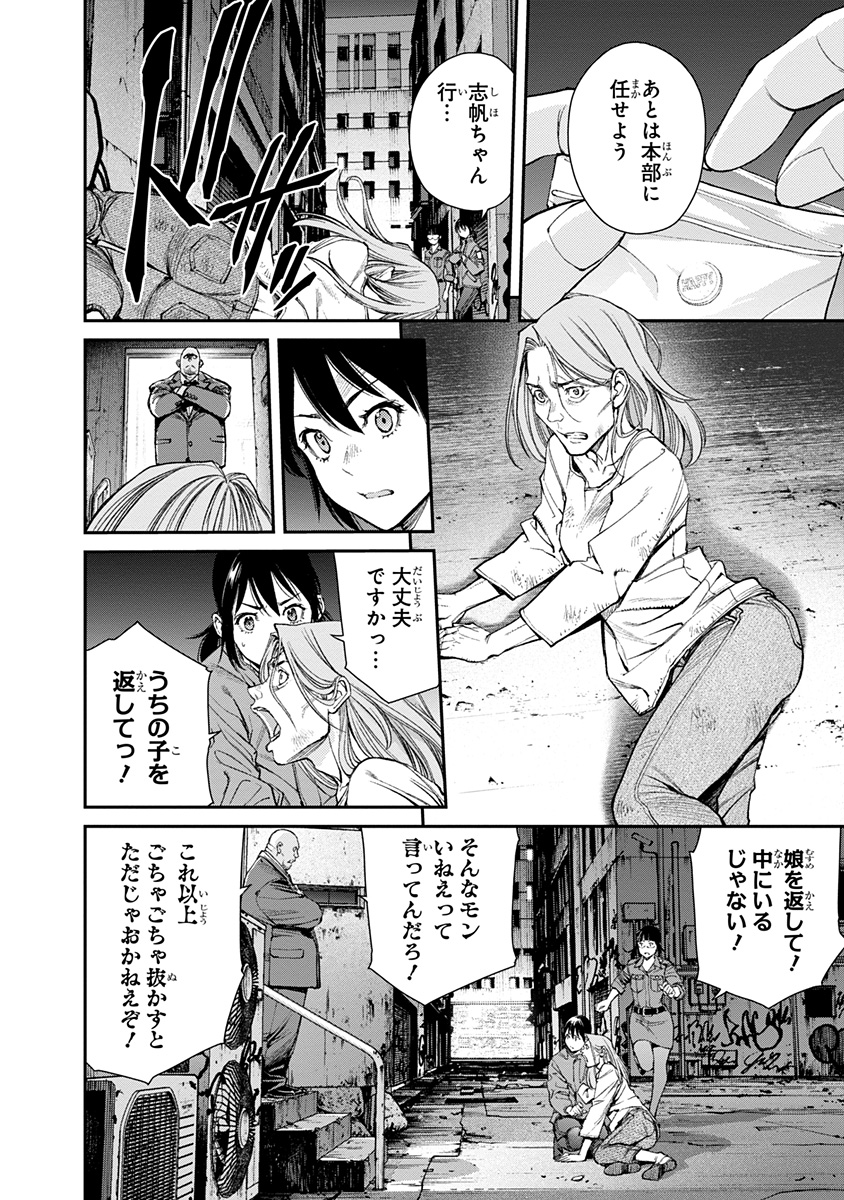 あとは本部に
任せよう
志帆ちゃん
行…
ドサッ
大丈夫
ですかっ…
うちの子を
返してっ！
娘を返して！
中にいる
じゃない！
そんなモン
いねえって
言ってんだろ！
これ以上
ごちゃごちゃ抜かすと
ただじゃおかねえぞ！